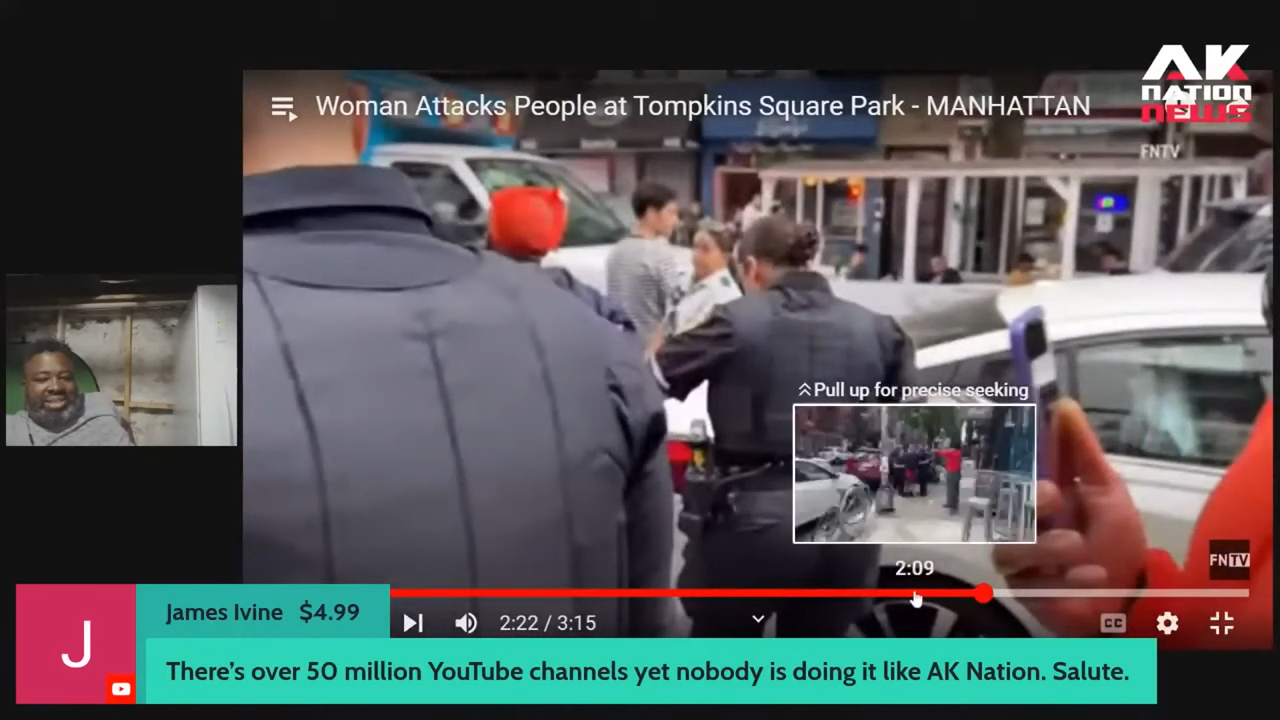 Woman Attacks People at Tompkins Square Park - MANHATTAN
AK
NATION
NEWS
FNTV
Pull up for precise seeking
2:09
FNTV
James Ivine $4.99
2:22 / 3:15
CC
J
There's over 50 million YouTube channels yet nobody is doing it like AK Nation. Salute.